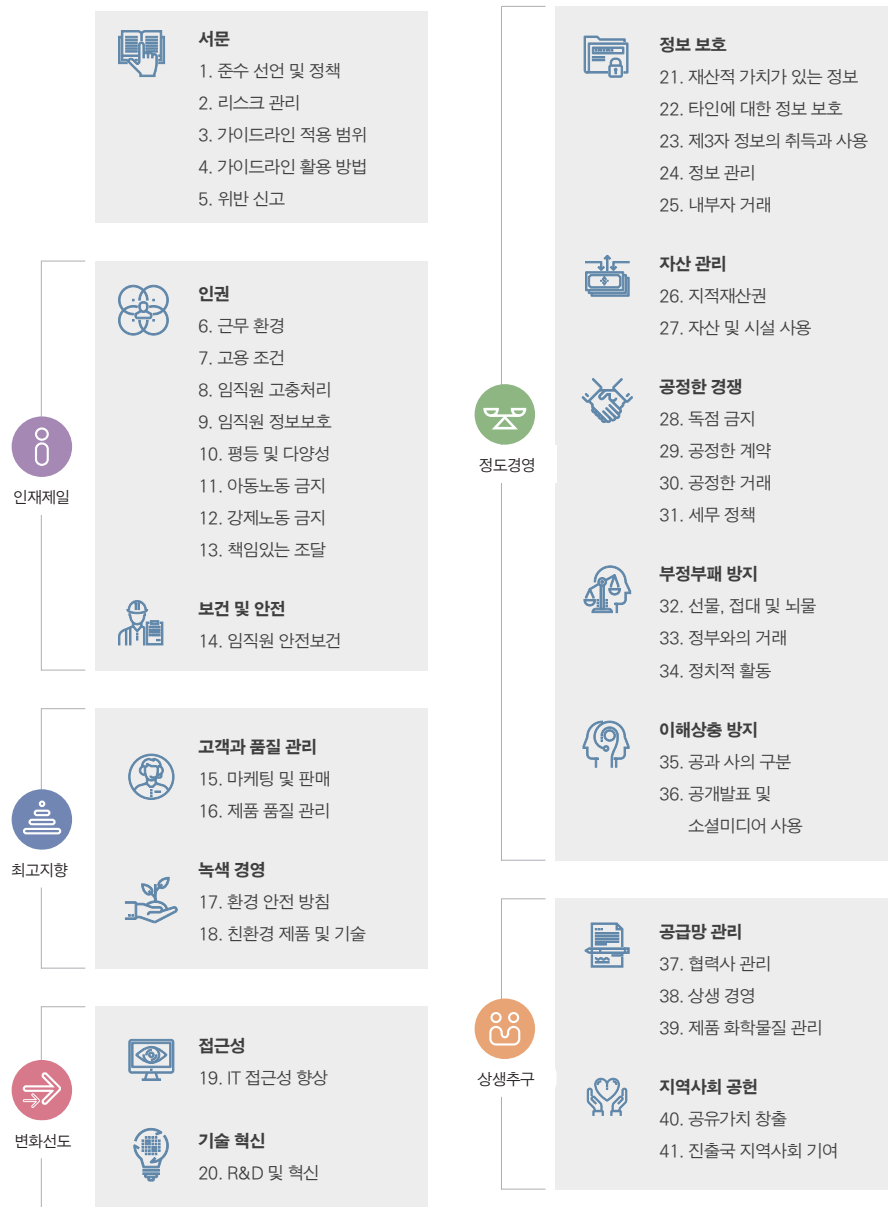 서문
1. 준수 선언 및 정책
2. 리스크 관리
3. 가이드라인 적용 범위
4. 가이드라인 활용 방법
5. 위반 신고
인재제일
인권
6. 근무 환경
7. 고용 조건
8. 임직원 고충처리
9. 임직원 정보보호
10. 평등 및 다양성
11. 아동노동 금지
12. 강제노동 금지
13. 책임있는 조달
보건 및 안전
14. 임직원 안전보건
최고지향
고객과 품질 관리
15. 마케팅 및 판매
16. 제품 품질 관리
녹색 경영
17. 환경 안전 방침
18. 친환경 제품 및 기술
변화선도
접근성
19. IT 접근성 향상
기술 혁신
20. R&D 및 혁신
정도경영
정보 보호
21. 재산적 가치가 있는 정보
22. 타인에 대한 정보 보호
23. 제3자 정보의 취득과 사용
24. 정보 관리
25. 내부자 거래
자산 관리
26. 지적재산권
27. 자산 및 시설 사용
공정한 경쟁
28. 독점 금지
29. 공정한 계약
30. 공정한 거래
31. 세무 정책
부정부패 방지
32. 선물, 접대 및 뇌물
33. 정부와의 거래
34. 정치적 활동
이해상충 방지
35. 공과 사의 구분
36. 공개발표 및
소셜미디어 사용
상생추구
공급망 관리
37. 협력사 관리
38. 상생 경영
39. 제품 화학물질 관리
지역사회 공헌
40. 공유가치 창출
41. 진출국 지역사회 기여